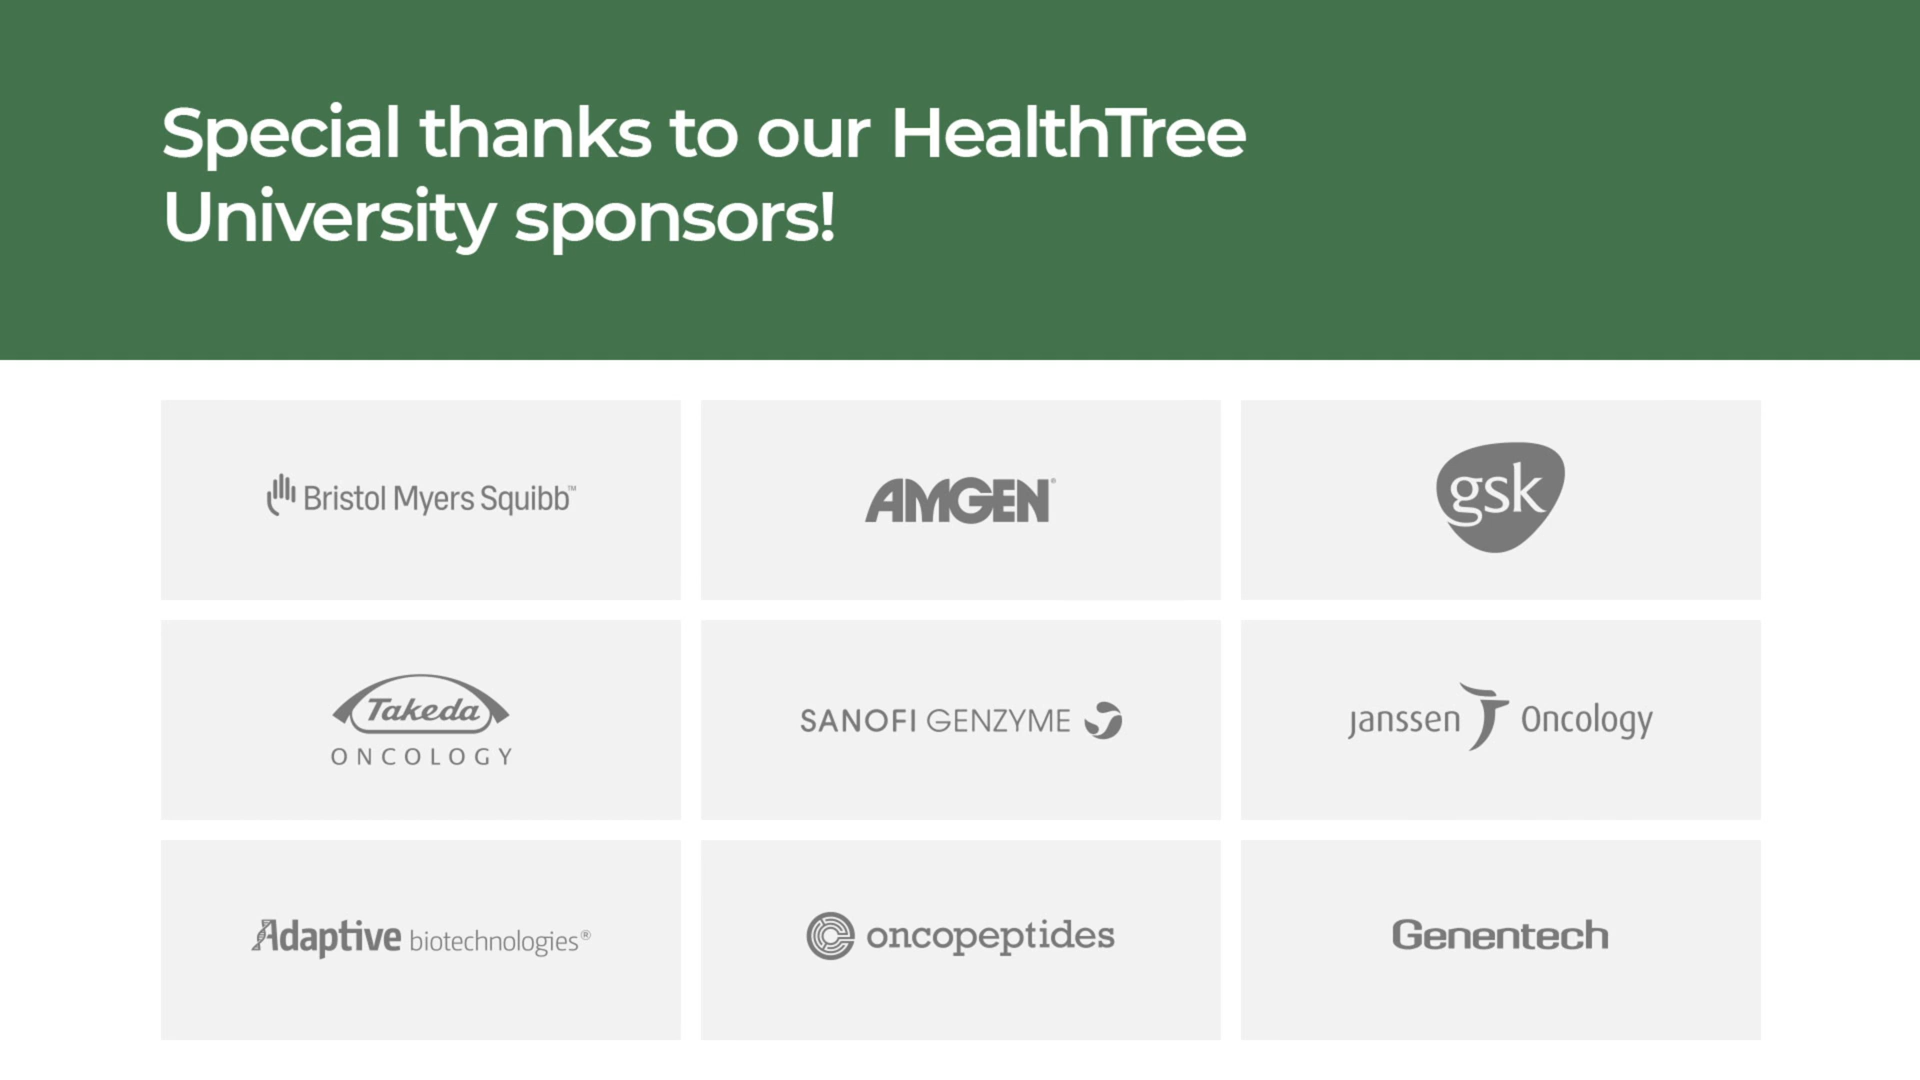 Special thanks to our HealthTree
University sponsors!
Bristol Myers Squibb™
AMGEN®
gsk
Takeda
ONCOLOGY
SANOFI GENZYME
janssen Oncology
Adaptive biotechnologies®
oncopeptides
Genentech